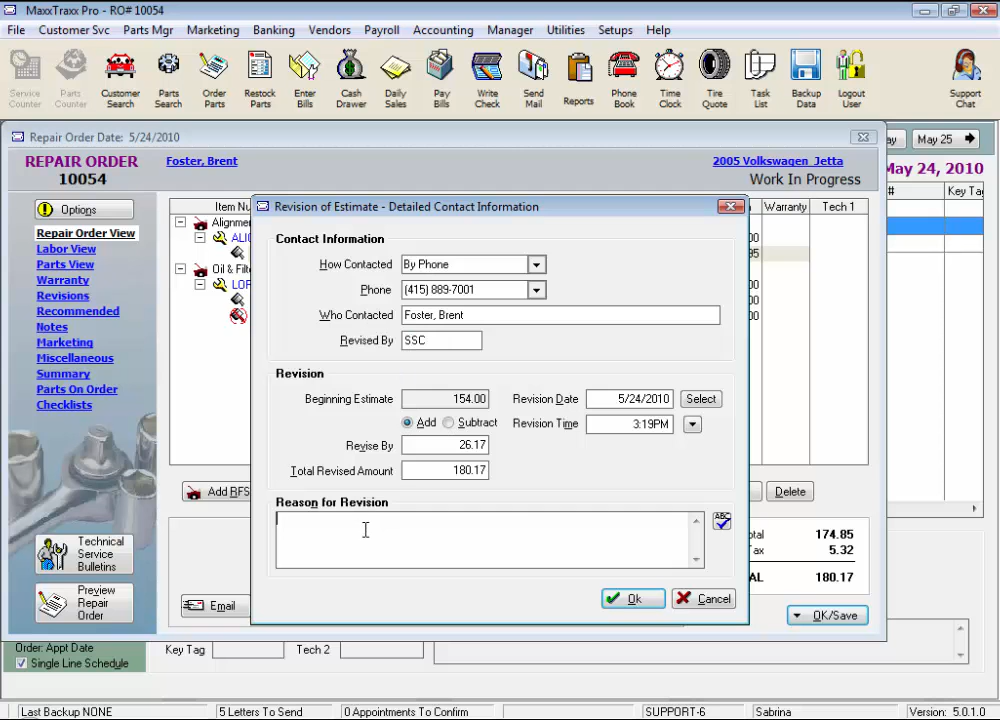 MaxxTraxx Pro - RO# 10054
File Customer Svc Parts Mgr Marketing Banking Vendors Payroll Accounting Manager Utilities Setups Help
Service Counter
Parts Counter
Customer Search
Parts Search
Order Parts
Restock Parts
Enter Bills
Cash Drawer
Daily Sales
Pay Bills
Write Check
Send Mail
Reports
Phone Book
Time Clock
Tire Quote
Task List
Backup Data
Logout User
Support Chat
Repair Order Date: 5/24/2010
May 25
REPAIR ORDER
10054
Foster, Brent
2005 Volkswagen Jetta
Work In Progress
May 24, 2010
Key Tag
Options
Repair Order View
Labor View
Parts View
Warranty
Revisions
Recommended
Notes
Marketing
Miscellaneous
Summary
Parts On Order
Checklists
Technical Service Bulletins
Preview Repair Order
Item Nu
Warranty Tech 1
Alignme
ALIG
Oil & Filte
LOF
Revision of Estimate - Detailed Contact Information
Contact Information
How Contacted By Phone
Phone (415) 889-7001
Who Contacted Foster, Brent
Revised By SSC
Revision
Beginning Estimate 154.00 Revision Date 5/24/2010 Select
Add Subtract Revision Time 3:19PM
Revise By 26.17
Total Revised Amount 180.17
Reason for Revision
ABC
Ok Cancel
Add RFS
Delete
otal 174.85
Tax 5.32
AL 180.17
Email
OK/Save
Order: Appt Date
Single Line Schedule
Key Tag
Tech 2
Last Backup NONE 5 Letters To Send 0 Appointments To Confirm SUPPORT-6 Sabrina Version: 5.0.1.0